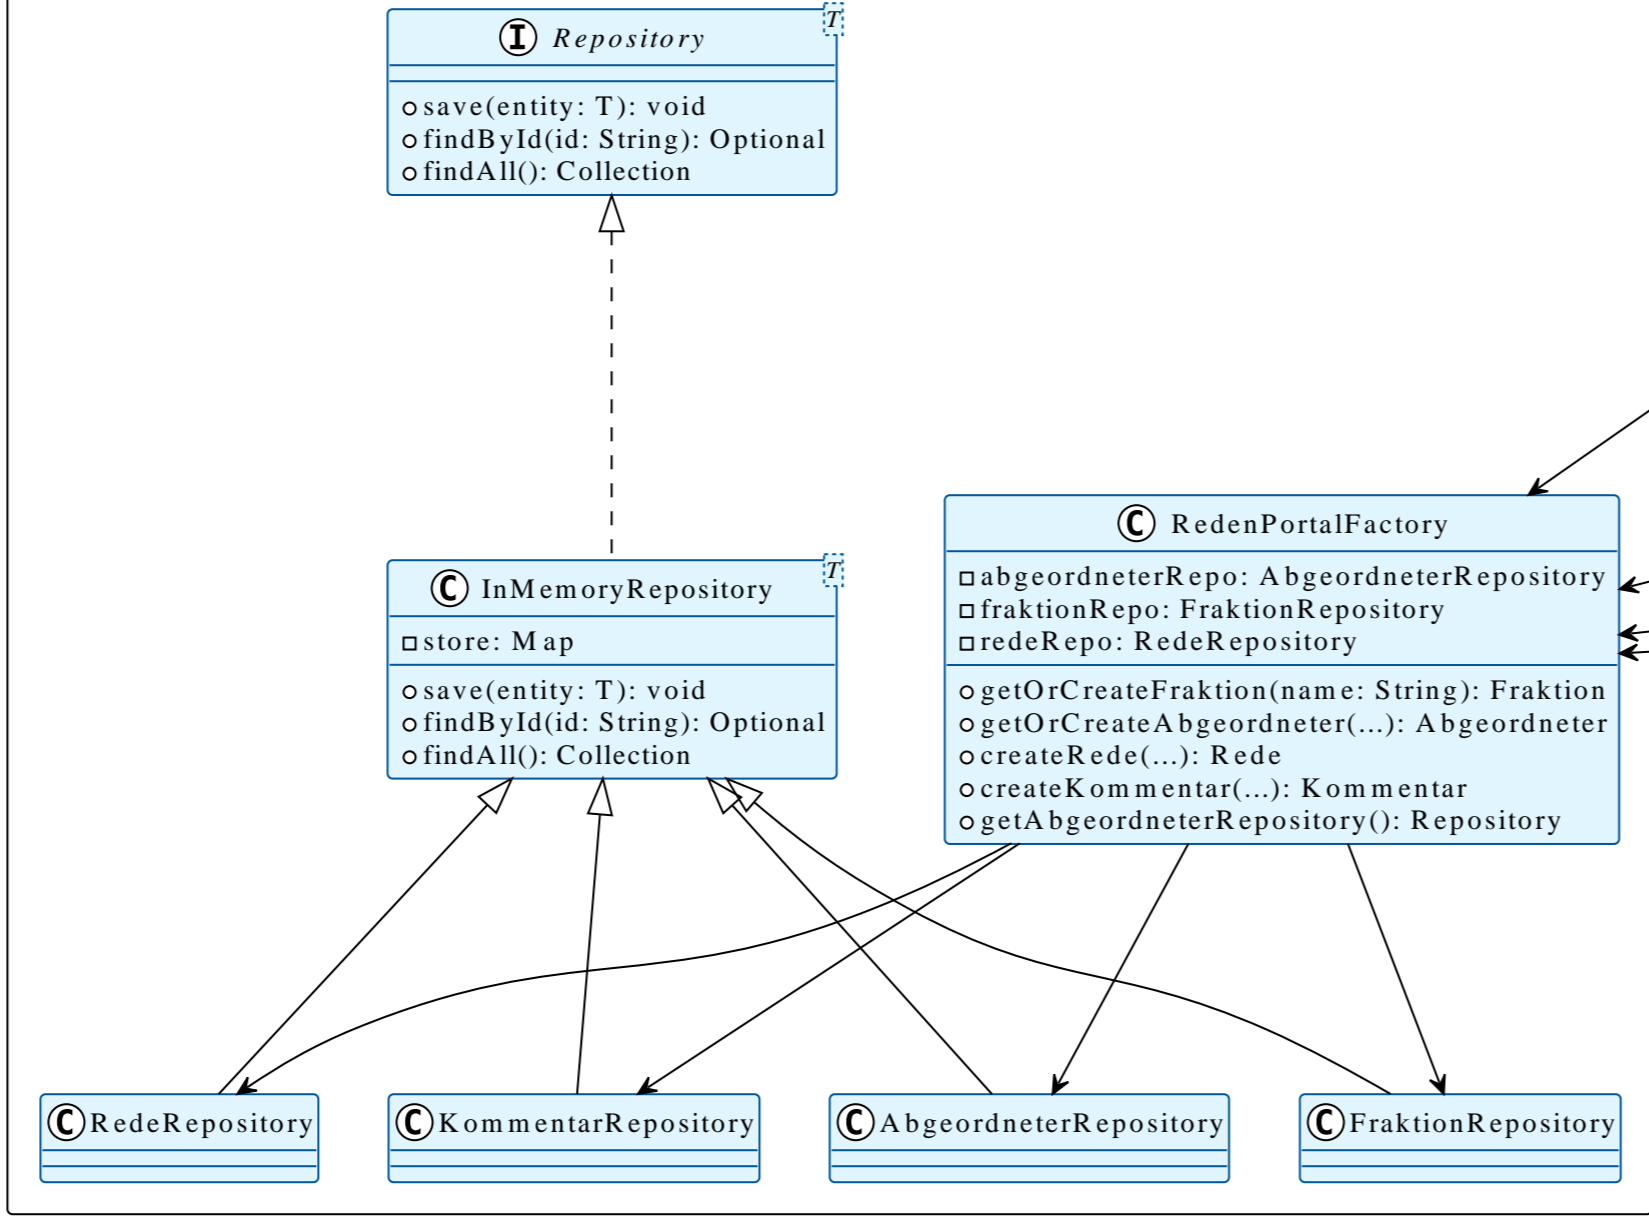 T
I Repository
save(entity: T): void
findById(id: String): Optional
findAll(): Collection
T
C InMemoryRepository
store: Map
save(entity: T): void
findById(id: String): Optional
findAll(): Collection
C RedenPortalFactory
abgeordneterRepo: AbgeordneterRepository
fraktionRepo: FraktionRepository
redeRepo: RedeRepository
getOrCreateFraktion(name: String): Fraktion
getOrCreateAbgeordneter(...): Abgeordneter
createRede(...): Rede
createKommentar(...): Kommentar
getAbgeordneterRepository(): Repository
C RedeRepository
C KommentarRepository
C AbgeordneterRepository
C FraktionRepository